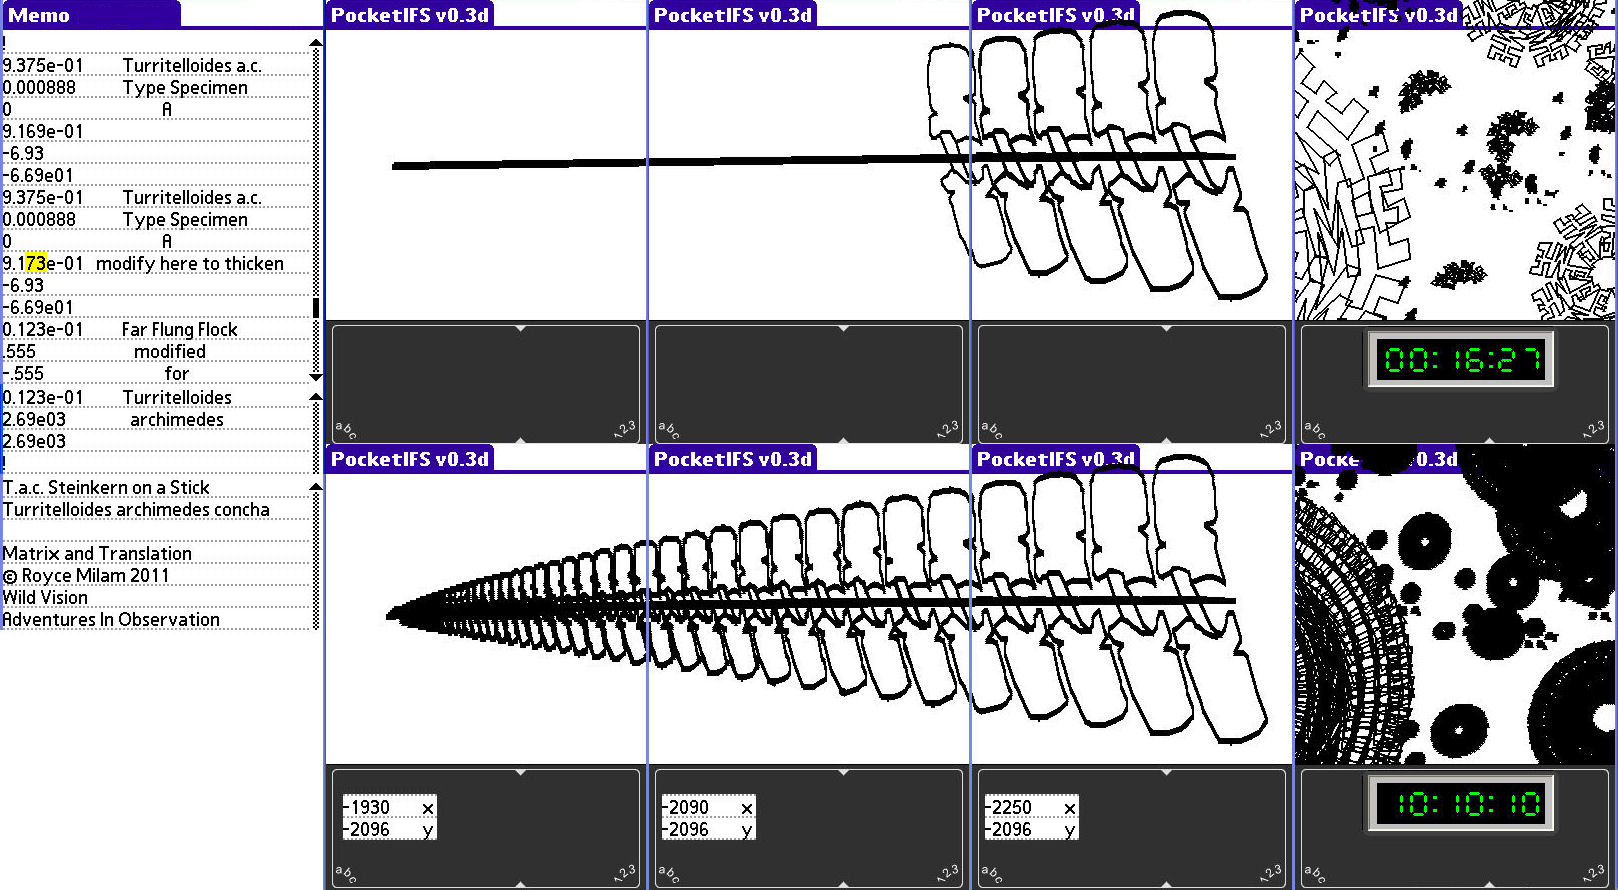 Memo
!
9.375e-01 Turritelloides a.c.
0.000888 Type Specimen
0 A
9.169e-01
-6.93
-6.69e01
9.375e-01 Turritelloides a.c.
0.000888 Type Specimen
0 A
9.173e-01 modify here to thicken
-6.93
-6.69e01
0.123e-01 Far Flung Flock
.555 modified
-.555 for
0.123e-01 Turritelloides
2.69e03 archimedes
2.69e03
!
T.a.c. Steinkern on a Stick
Turritelloides archimedes concha
Matrix and Translation
© Royce Milam 2011
Wild Vision
Adventures In Observation
PocketIFS v0.3d
PocketIFS v0.3d
PocketIFS v0.3d
PocketIFS v0.3d
abc 123
abc 123
abc 123
00:16:27
abc 123
PocketIFS v0.3d
PocketIFS v0.3d
PocketIFS v0.3d
Pocke 0.3d
-1930 x
-2096 y
abc 123
-2090 x
-2096 y
abc 123
-2250 x
-2096 y
abc 123
10:10:10
abc 123